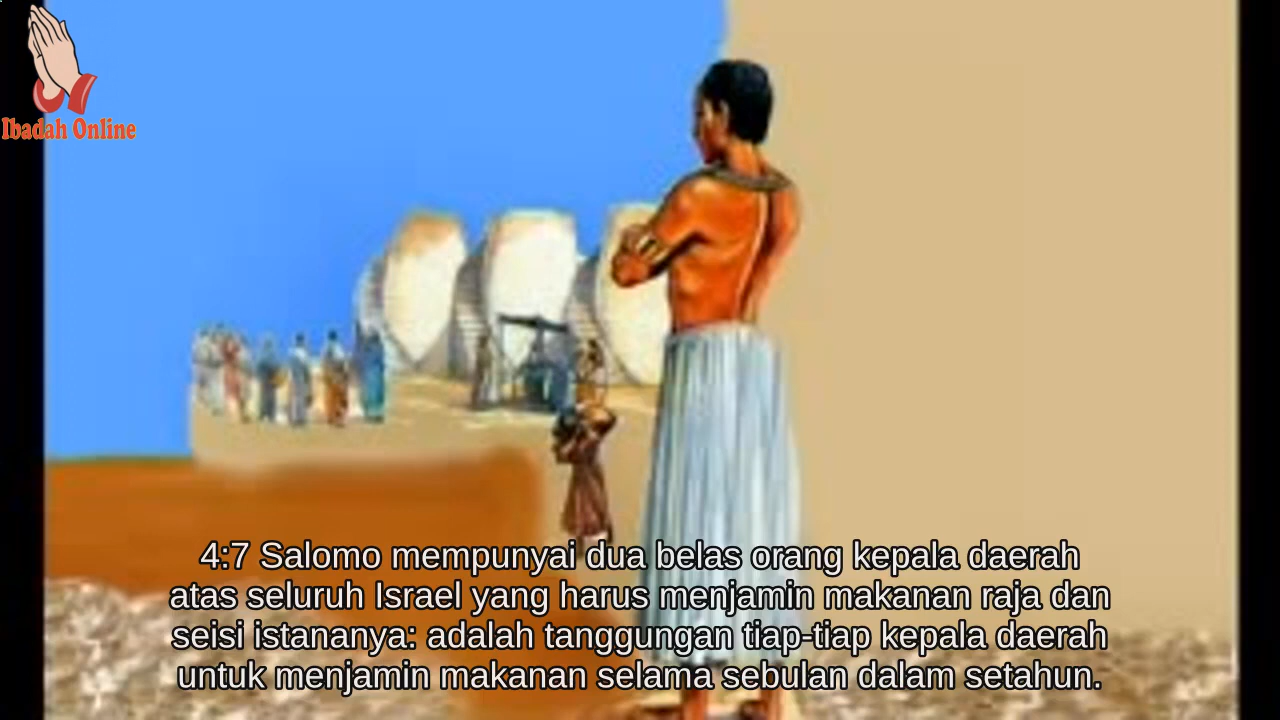 Ibadah Online
4:7 Salomo mempunyai dua belas orang kepala daerah
atas seluruh Israel yang harus menjamin makanan raja dan
seisi istananya: adalah tanggungan tiap-tiap kepala daerah
untuk menjamin makanan selama sebulan dalam setahun.